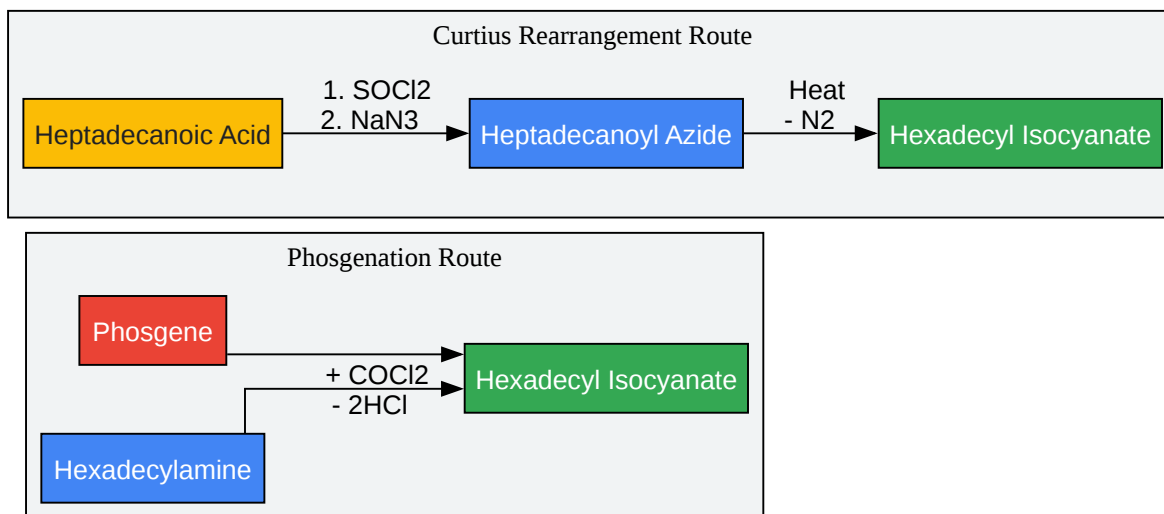 Curtius Rearrangement Route
Heptadecanoic Acid
1. SOCl2
2. NaN3
Heptadecanoyl Azide
Heat
- N2
Hexadecyl Isocyanate
Phosgenation Route
Phosgene
+ COCl2
- 2HCl
Hexadecyl Isocyanate
Hexadecylamine